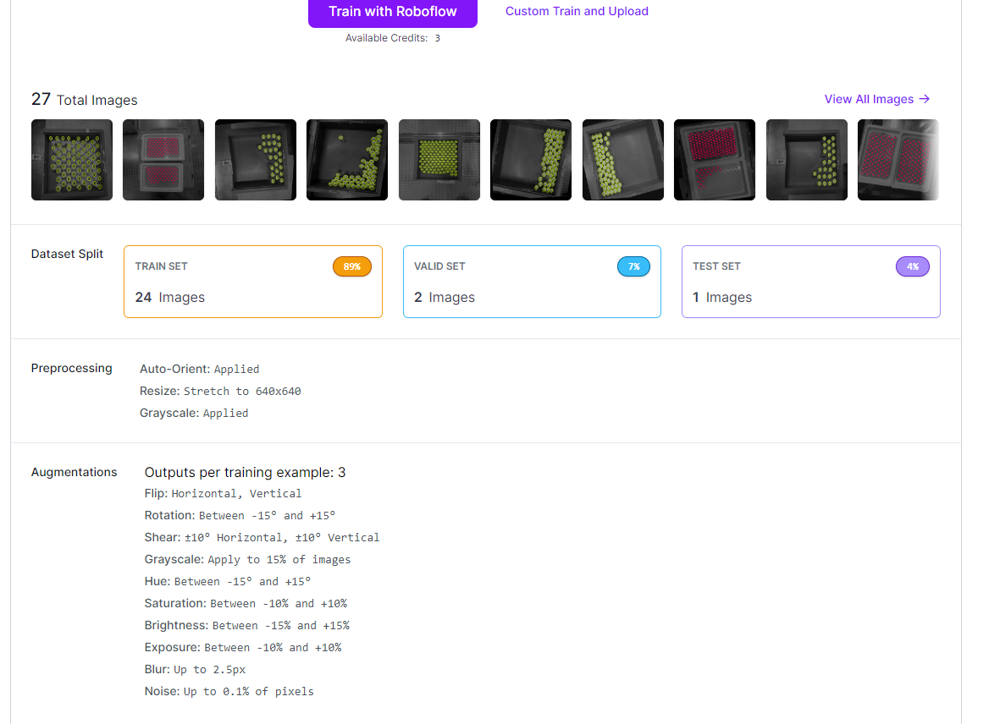 Train with Roboflow
Custom Train and Upload
Available Credits: 3
27 Total Images
View All Images →
Dataset Split
TRAIN SET
89%
24 Images
VALID SET
7%
2 Images
TEST SET
4%
1 Images
Preprocessing
Auto-Orient: Applied
Resize: Stretch to 640x640
Grayscale: Applied
Augmentations
Outputs per training example: 3
Flip: Horizontal, Vertical
Rotation: Between -15° and +15°
Shear: ±10° Horizontal, ±10° Vertical
Grayscale: Apply to 15% of images
Hue: Between -15° and +15°
Saturation: Between -10% and +10%
Brightness: Between -15% and +15%
Exposure: Between -10% and +10%
Blur: Up to 2.5px
Noise: Up to 0.1% of pixels